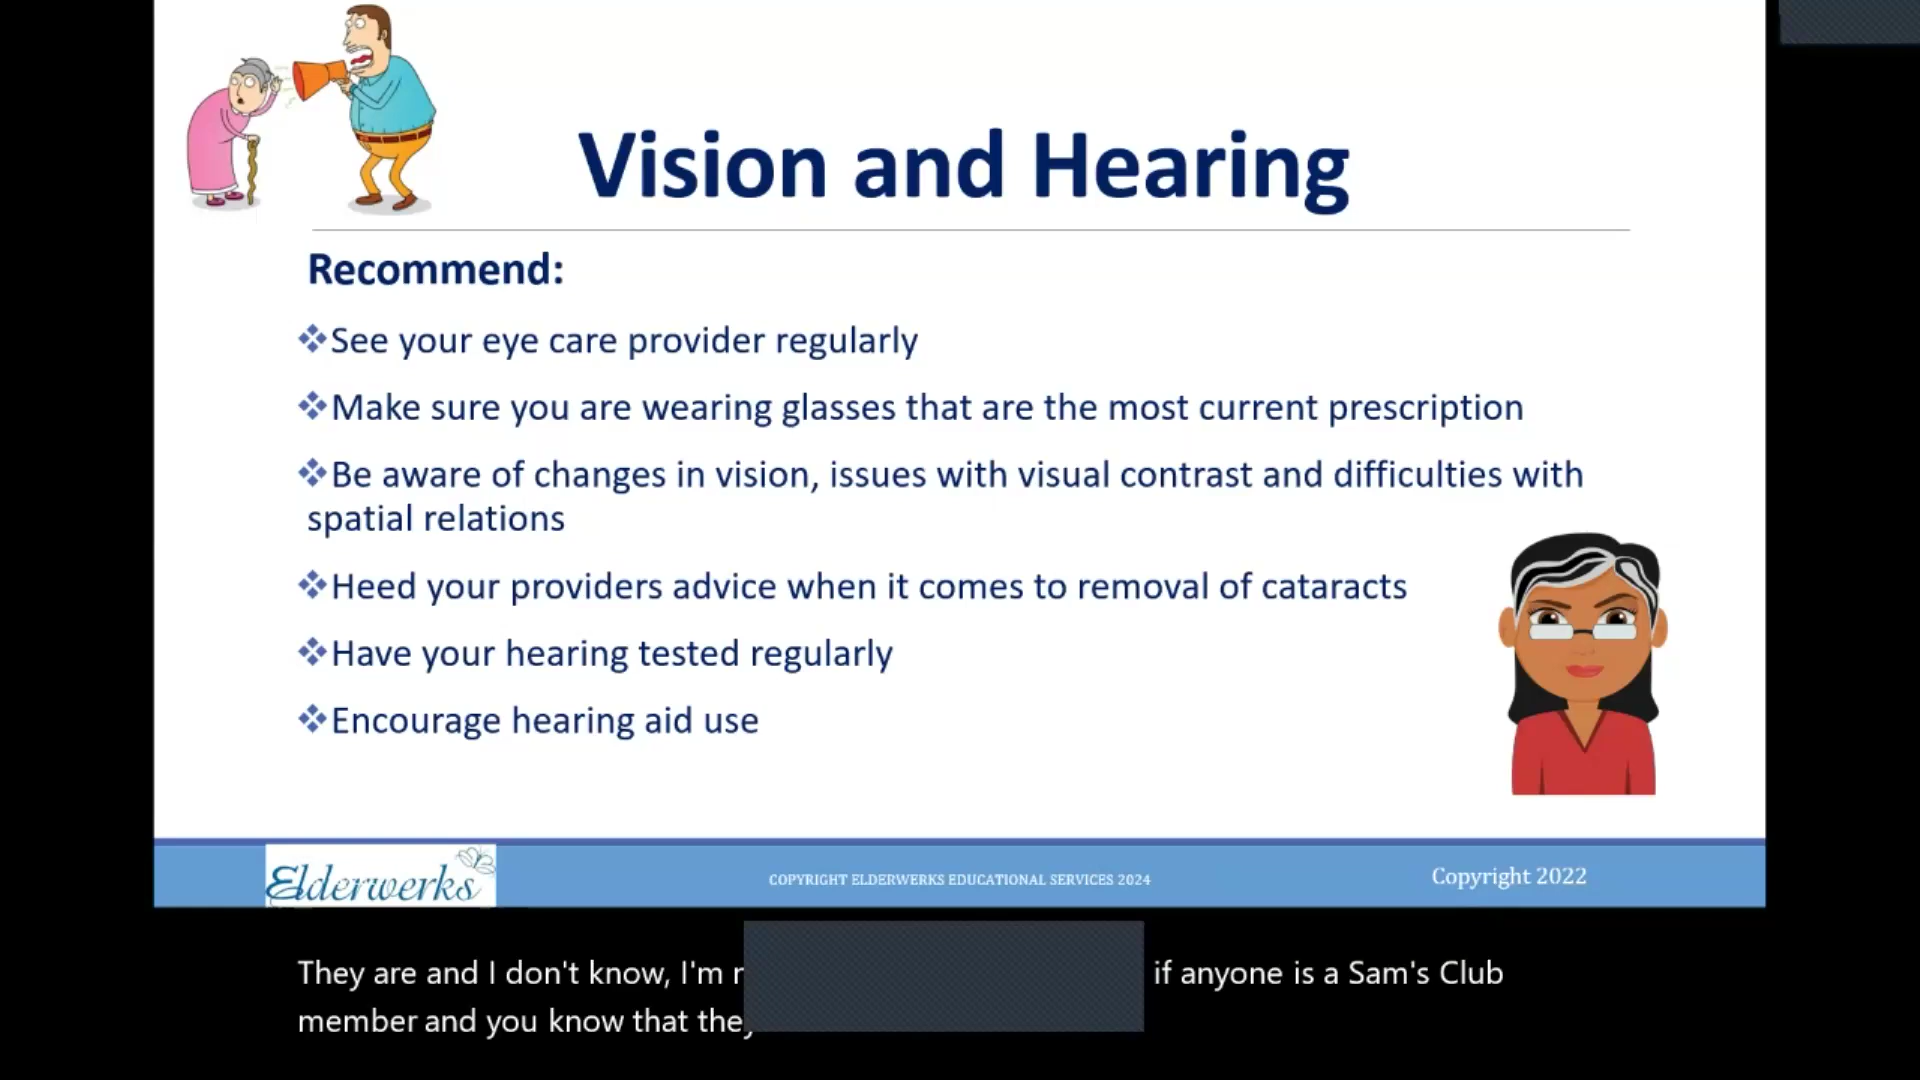 Vision and Hearing
Recommend:
❖See your eye care provider regularly
❖Make sure you are wearing glasses that are the most current prescription
❖Be aware of changes in vision, issues with visual contrast and difficulties with
spatial relations
❖Heed your providers advice when it comes to removal of cataracts
❖Have your hearing tested regularly
❖Encourage hearing aid use
Elderwerks
COPYRIGHT ELDERWERKS EDUCATIONAL SERVICES 2024
Copyright 2022
They are and I don't know, I'm if anyone is a Sam's Club
member and you know that